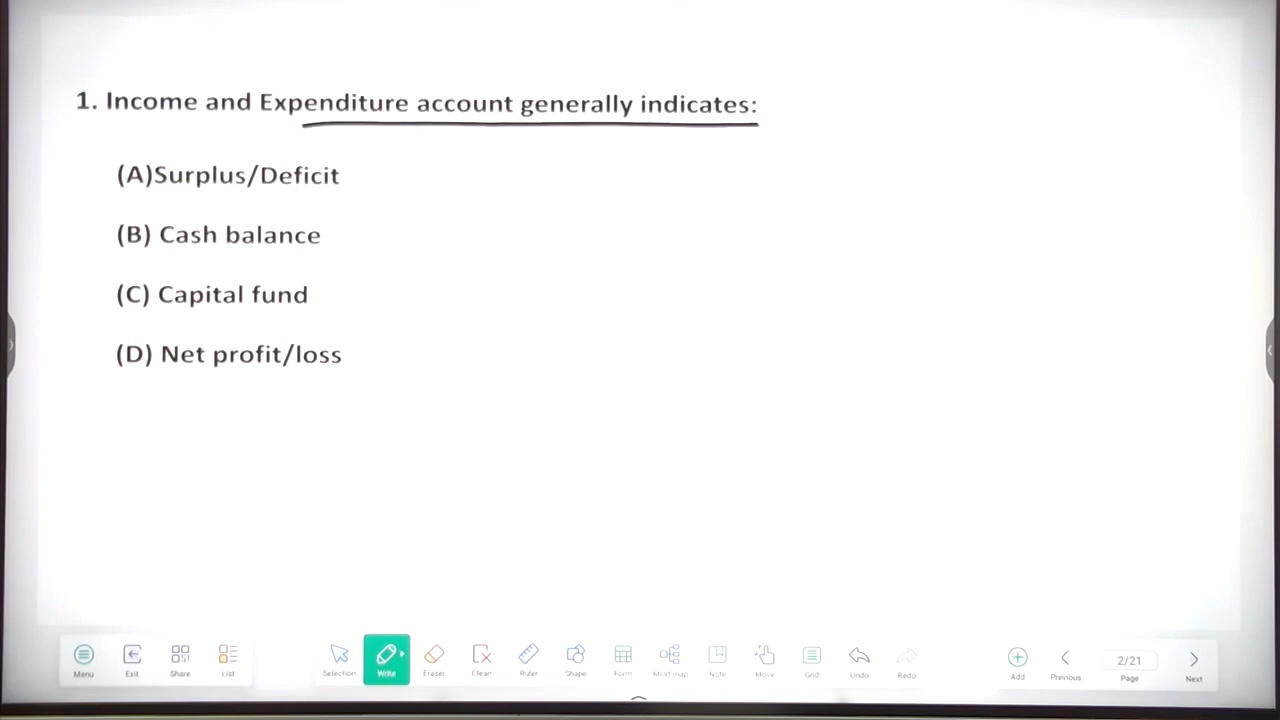 1. Income and Expenditure account generally indicates:
(A)Surplus/Deficit
(B) Cash balance
(C) Capital fund
(D) Net profit/loss
Menu Exit Share List Selection Write Eraser Clean Ruler Shape Form Mind map Note Move Grid Undo Redo Add Previous 2/21 Page Next